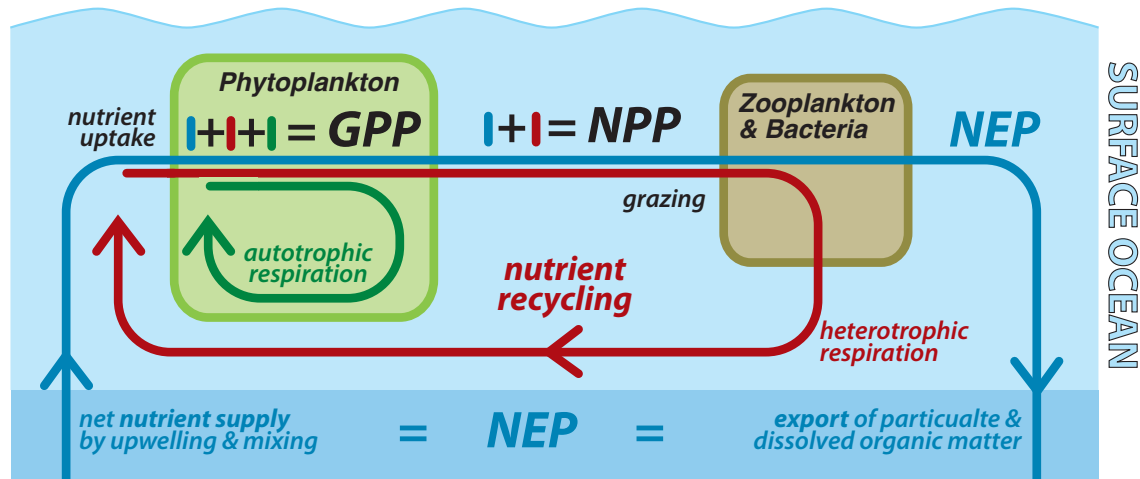 Phytoplankton
nutrient
uptake
+ + = GPP
+ = NPP
Zooplankton
& Bacteria
NEP
grazing
autotrophic
respiration
nutrient
recycling
heterotrophic
respiration
net nutrient supply
by upwelling & mixing
= NEP =
export of particualte &
dissolved organic matter
SURFACE OCEAN